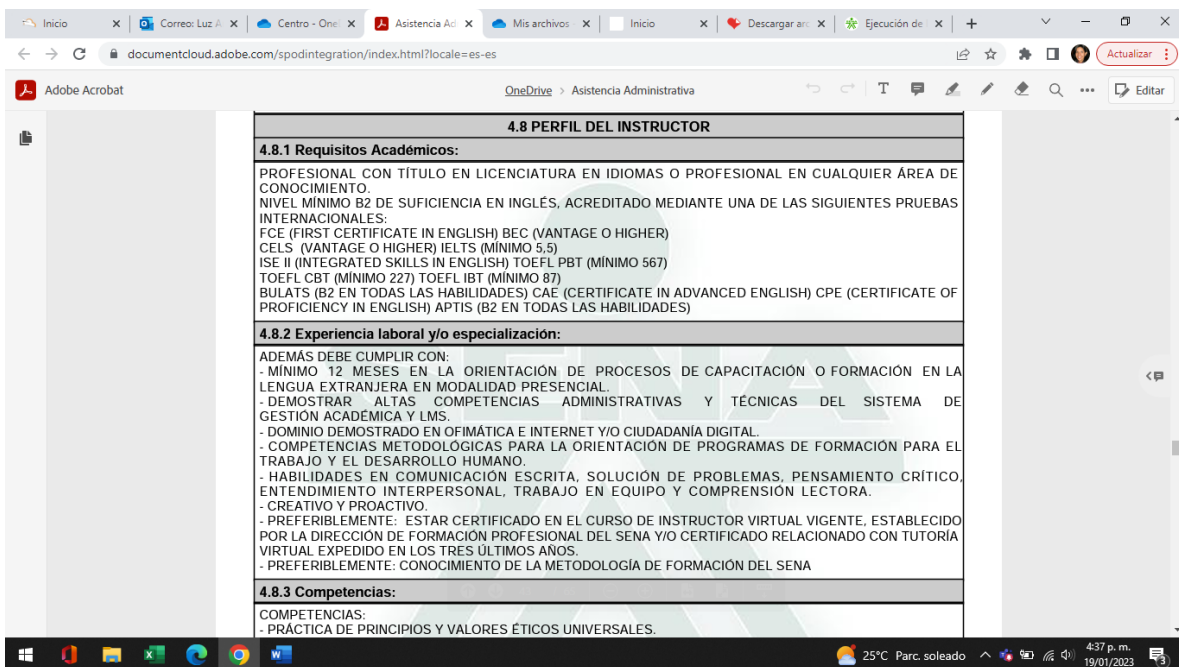 Inicio
Correo: Luz A
Centro - One
Asistencia Ad
Mis archivos
Inicio
Descargar arc
Ejecución de
documentcloud.adobe.com/spodintegration/index.html?locale=es-es
Actualizar
Adobe Acrobat
OneDrive > Asistencia Administrativa
Editar
4.8 PERFIL DEL INSTRUCTOR
4.8.1 Requisitos Académicos:
PROFESIONAL CON TÍTULO EN LICENCIATURA EN IDIOMAS O PROFESIONAL EN CUALQUIER ÁREA DE
CONOCIMIENTO.
NIVEL MÍNIMO B2 DE SUFICIENCIA EN INGLÉS, ACREDITADO MEDIANTE UNA DE LAS SIGUIENTES PRUEBAS
INTERNACIONALES:
FCE (FIRST CERTIFICATE IN ENGLISH) BEC (VANTAGE O HIGHER)
CELS (VANTAGE O HIGHER) IELTS (MÍNIMO 5,5)
ISE II (INTEGRATED SKILLS IN ENGLISH) TOEFL PBT (MÍNIMO 567)
TOEFL CBT (MÍNIMO 227) TOEFL IBT (MÍNIMO 87)
BULATS (B2 EN TODAS LAS HABILIDADES) CAE (CERTIFICATE IN ADVANCED ENGLISH) CPE (CERTIFICATE OF
PROFICIENCY IN ENGLISH) APTIS (B2 EN TODAS LAS HABILIDADES)
4.8.2 Experiencia laboral y/o especialización:
ADEMÁS DEBE CUMPLIR CON:
- MÍNIMO 12 MESES EN LA ORIENTACIÓN DE PROCESOS DE CAPACITACIÓN O FORMACIÓN EN LA
LENGUA EXTRANJERA EN MODALIDAD PRESENCIAL.
- DEMOSTRAR ALTAS COMPETENCIAS ADMINISTRATIVAS Y TÉCNICAS DEL SISTEMA DE
GESTIÓN ACADÉMICA Y LMS.
- DOMINIO DEMOSTRADO EN OFIMÁTICA E INTERNET Y/O CIUDADANÍA DIGITAL.
- COMPETENCIAS METODOLÓGICAS PARA LA ORIENTACIÓN DE PROGRAMAS DE FORMACIÓN PARA EL
TRABAJO Y EL DESARROLLO HUMANO.
- HABILIDADES EN COMUNICACIÓN ESCRITA, SOLUCIÓN DE PROBLEMAS, PENSAMIENTO CRÍTICO,
ENTENDIMIENTO INTERPERSONAL, TRABAJO EN EQUIPO Y COMPRENSIÓN LECTORA.
- CREATIVO Y PROACTIVO.
- PREFERIBLEMENTE: ESTAR CERTIFICADO EN EL CURSO DE INSTRUCTOR VIRTUAL VIGENTE, ESTABLECIDO
POR LA DIRECCIÓN DE FORMACIÓN PROFESIONAL DEL SENA Y/O CERTIFICADO RELACIONADO CON TUTORÍA
VIRTUAL EXPEDIDO EN LOS TRES ÚLTIMOS AÑOS.
- PREFERIBLEMENTE: CONOCIMIENTO DE LA METODOLOGÍA DE FORMACIÓN DEL SENA
4.8.3 Competencias:
COMPETENCIAS:
- PRÁCTICA DE PRINCIPIOS Y VALORES ÉTICOS UNIVERSALES.
25°C Parc. soleado
4:37 p. m.
19/01/2023